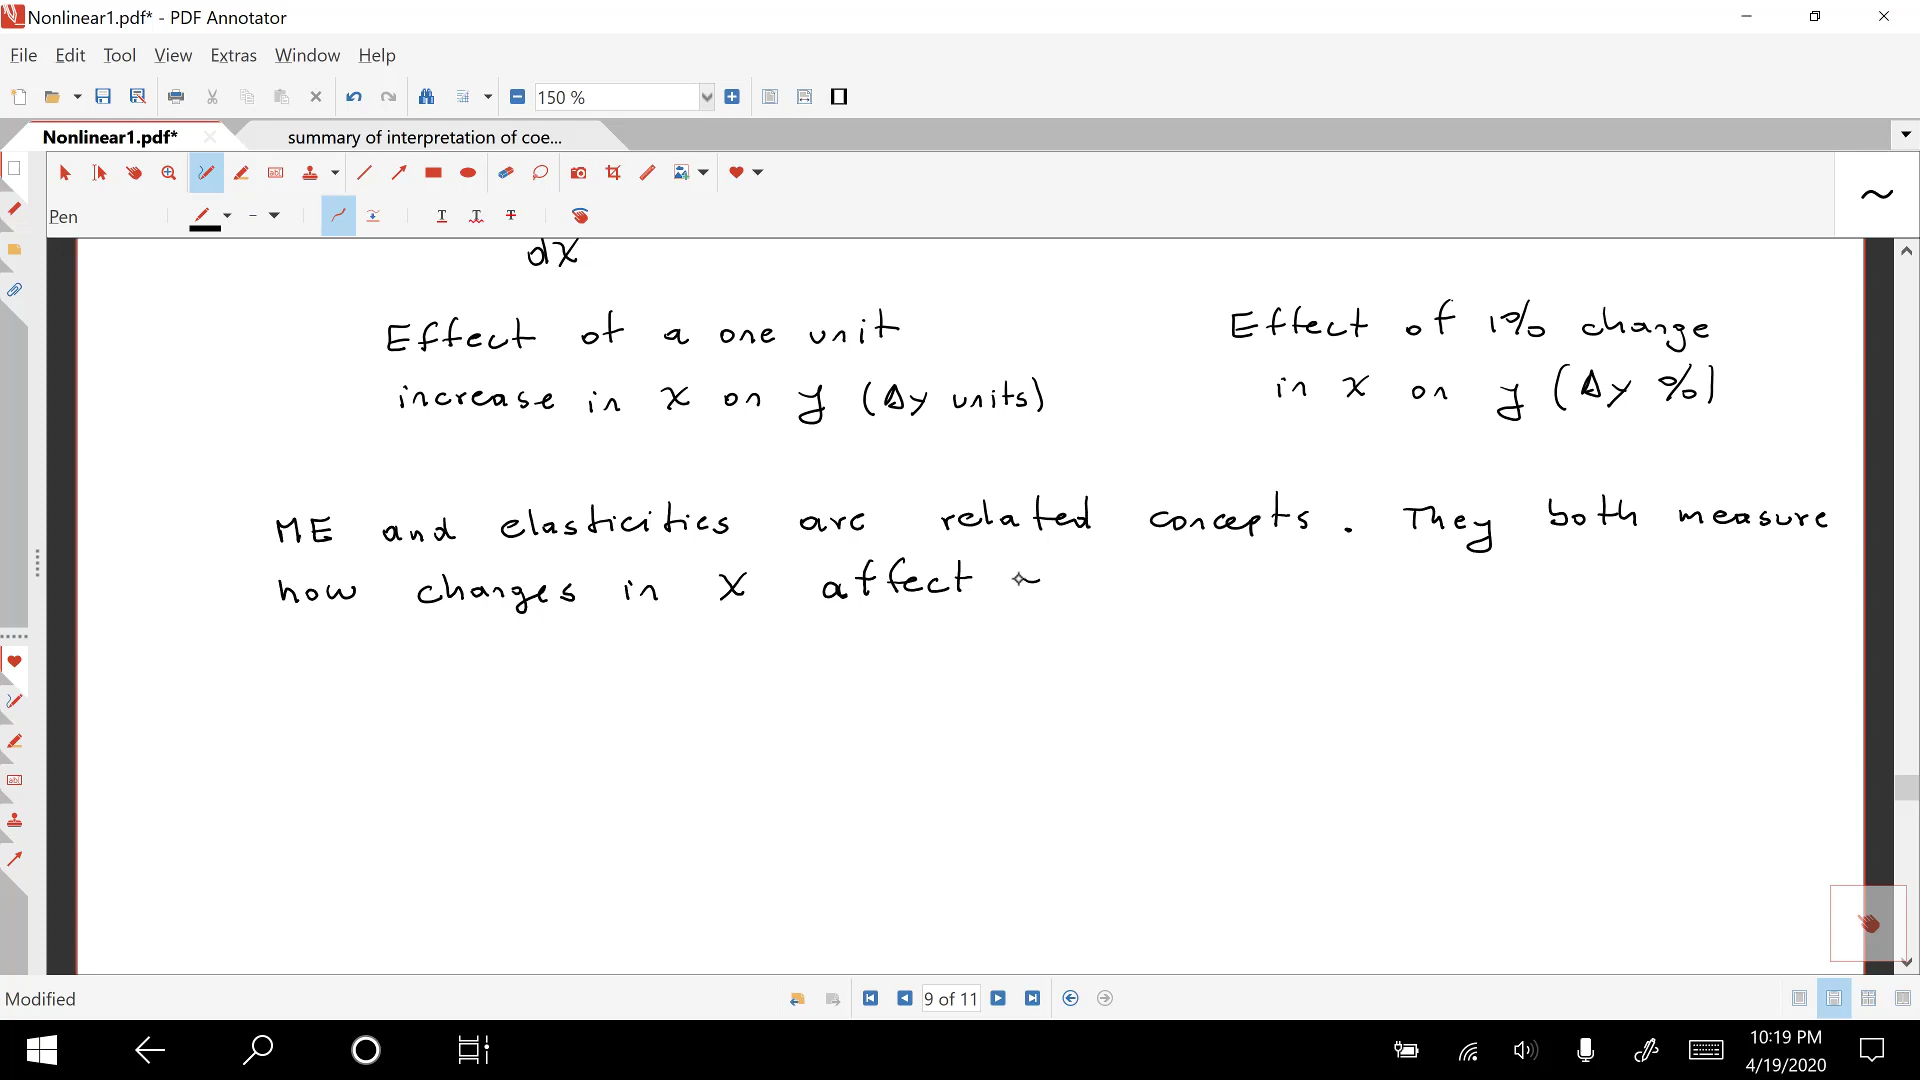 Nonlinear1.pdf* - PDF Annotator
File Edit Tool View Extras Window Help
150 %
Nonlinear1.pdf* summary of interpretation of coe...
Pen
dx
Effect of a one unit
increase in x on y (Δy units)
Effect of 1% change
in x on y (Δy %)
ME and elasticities are related concepts. They both measure
how changes in x affect
Modified
9 of 11
10:19 PM
4/19/2020